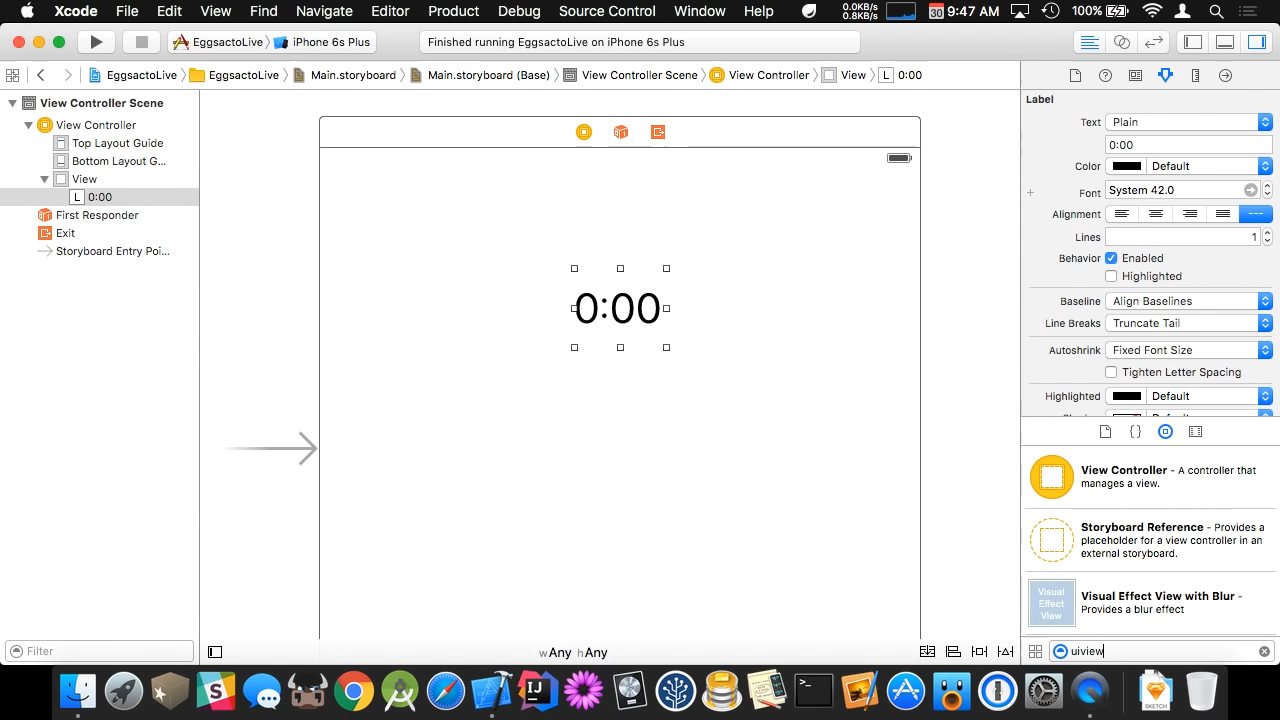 Xcode File Edit View Find Navigate Editor Product Debug Source Control Window Help 0.0KB/s 0.8KB/s 30 9:47 AM 100%
EggsactoLive iPhone 6s Plus Finished running EggsactoLive on iPhone 6s Plus
EggsactoLive EggsactoLive Main.storyboard Main.storyboard (Base) View Controller Scene View Controller View L 0:00
View Controller Scene
View Controller
Top Layout Guide
Bottom Layout G...
View
L 0:00
First Responder
Exit
Storyboard Entry Poi...
Filter
0:00
wAny hAny
Label
Text Plain
0:00
Color Default
Font System 42.0
Alignment
Lines 1
Behavior Enabled
Highlighted
Baseline Align Baselines
Line Breaks Truncate Tail
Autoshrink Fixed Font Size
Tighten Letter Spacing
Highlighted Default
View Controller - A controller that
manages a view.
Storyboard Reference - Provides a
placeholder for a view controller in an
external storyboard.
Visual
Effect
View
Visual Effect View with Blur -
Provides a blur effect
uiview
IJ
>_
SKETCH